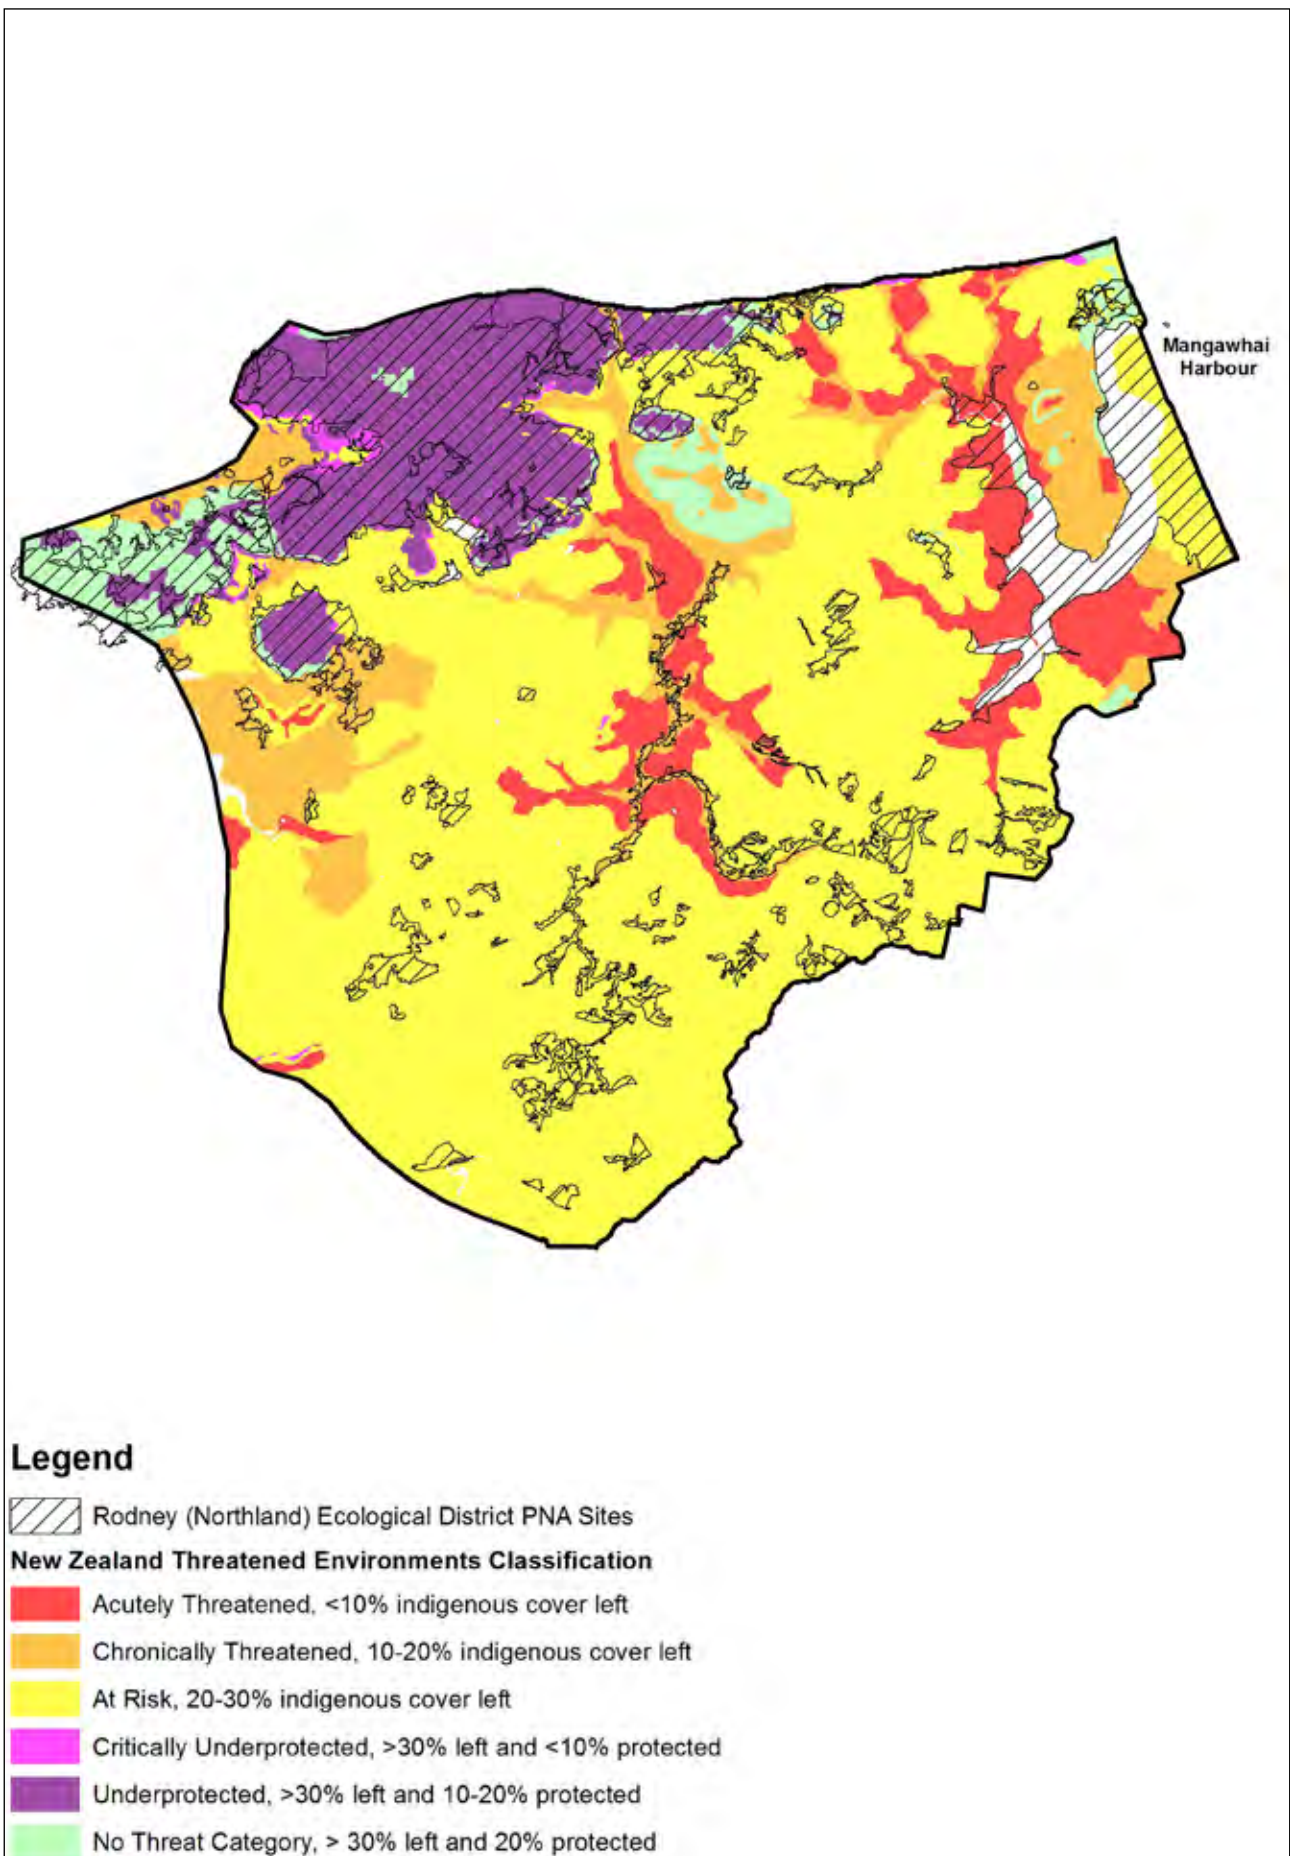 Mangawhai
Harbour
Legend
Rodney (Northland) Ecological District PNA Sites
New Zealand Threatened Environments Classification
Acutely Threatened, <10% indigenous cover left
Chronically Threatened, 10-20% indigenous cover left
At Risk, 20-30% indigenous cover left
Critically Underprotected, >30% left and <10% protected
Underprotected, >30% left and 10-20% protected
No Threat Category, > 30% left and 20% protected